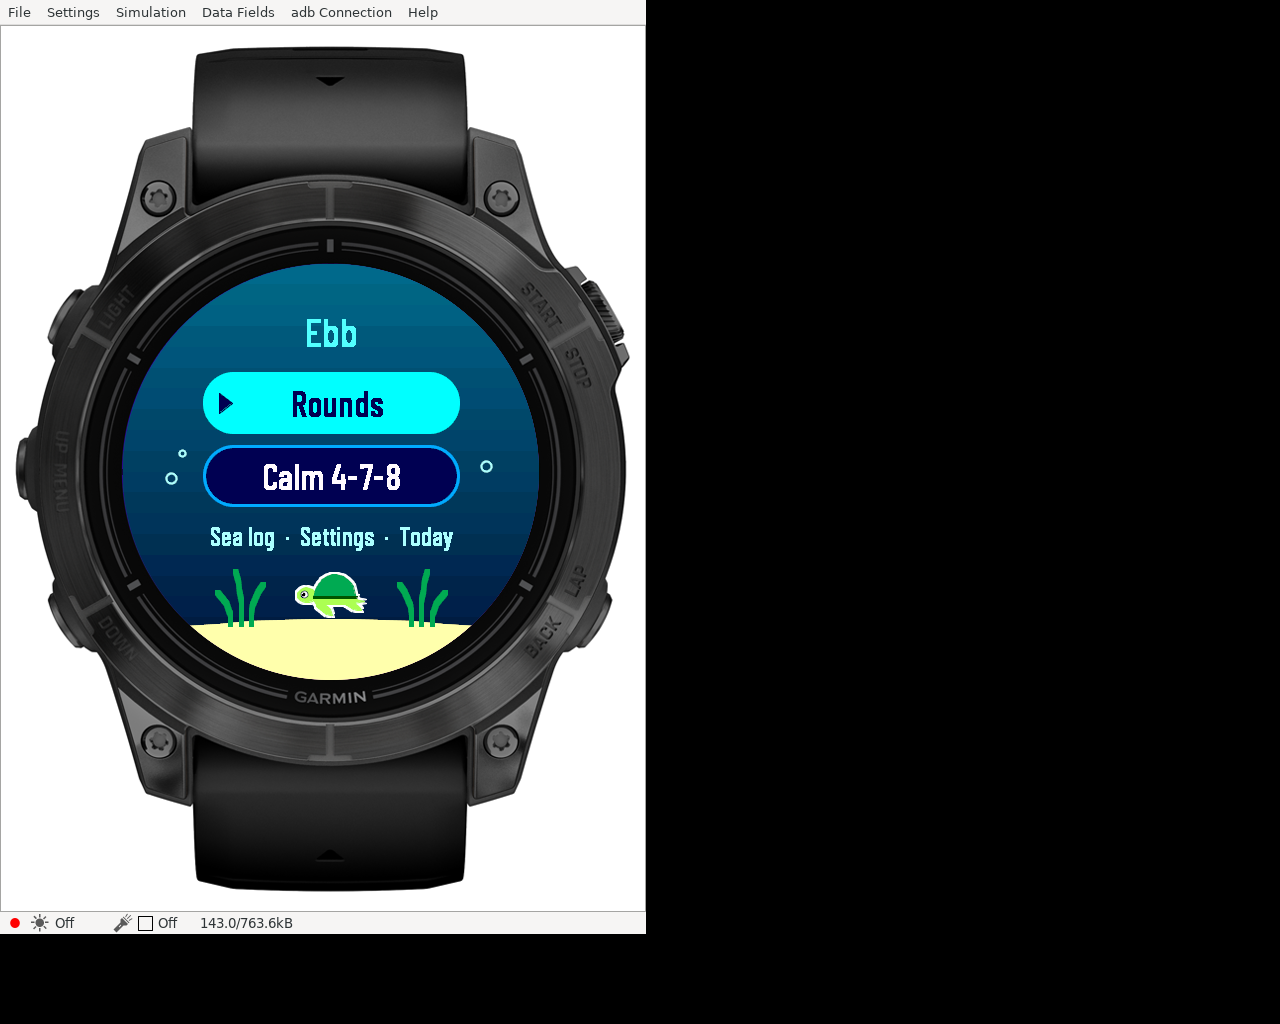 File Settings Simulation Data Fields adb Connection Help
LIGHT
START
STOP
UP MENU
Ebb
Rounds
Calm 4-7-8
Sea log · Settings · Today
DOWN
LAP
BACK
GARMIN
Off Off 143.0/763.6kB